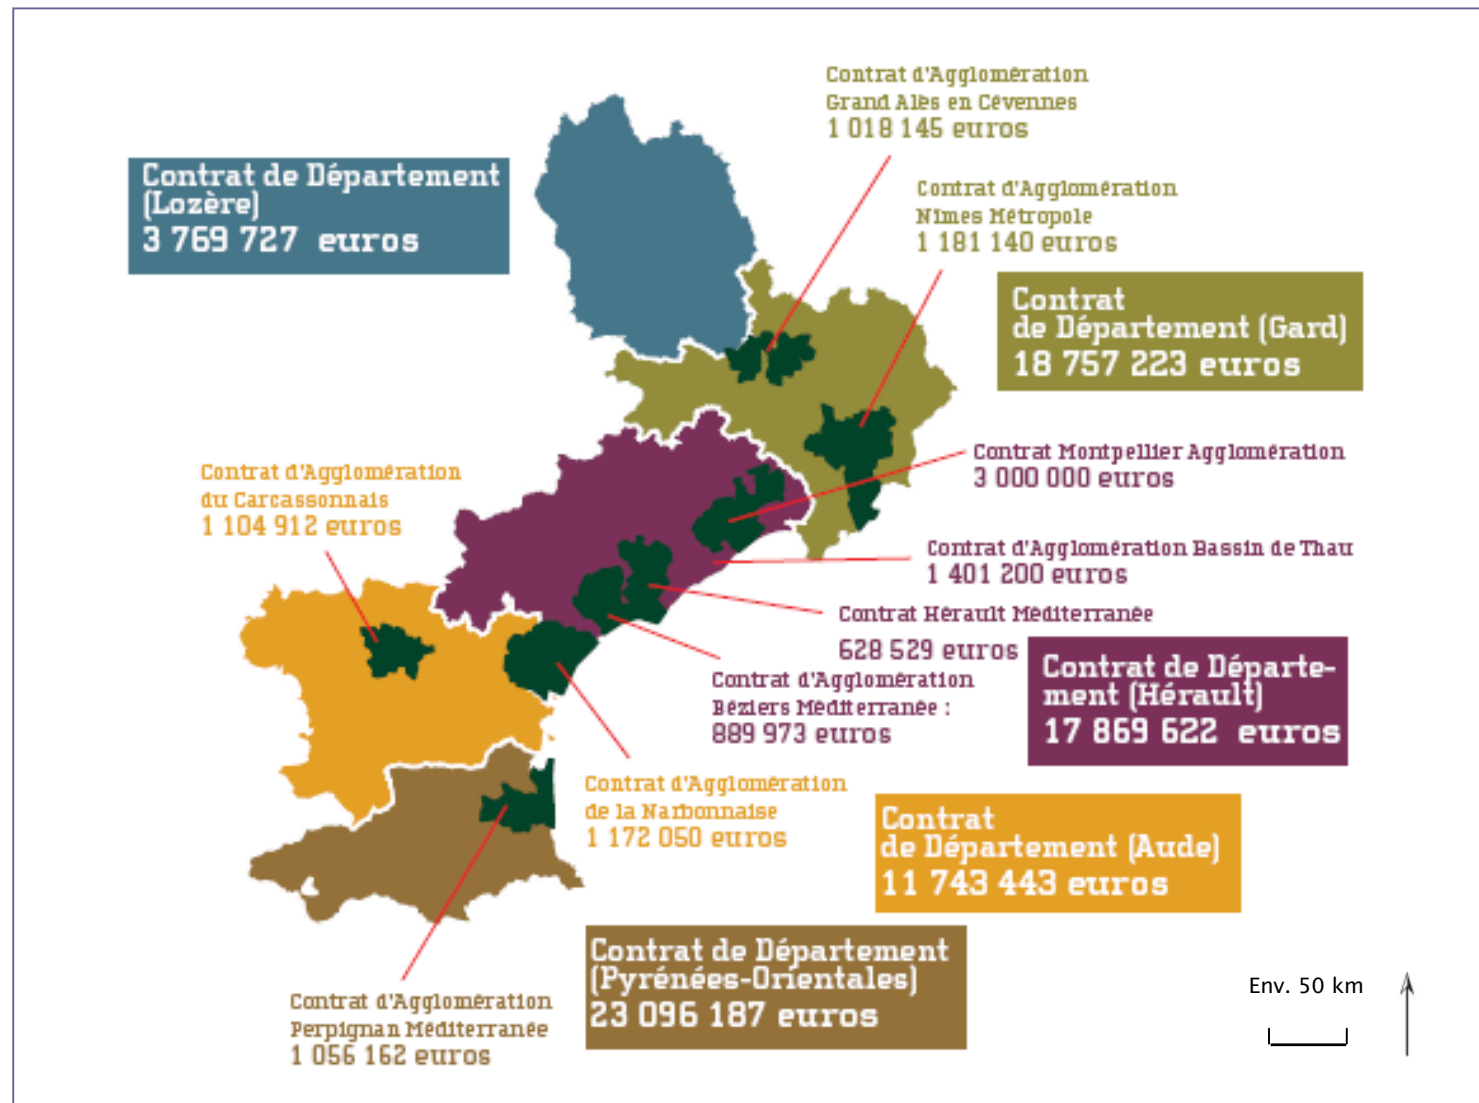 Contrat d'Agglomération
Grand Alès en Cévennes
1 018 145 euros
Contrat de Département
(Lozère)
3 769 727 euros
Contrat d'Agglomération
Nîmes Métropole
1 181 140 euros
Contrat
de Département (Gard)
18 757 223 euros
Contrat Montpellier Agglomération
3 000 000 euros
Contrat d'Agglomération
du Carcassonnais
1 104 912 euros
Contrat d'Agglomération Bassin de Thau
1 401 200 euros
Contrat Hérault Méditerranée
628 529 euros
Contrat de Départe-
ment (Hérault)
17 869 622 euros
Contrat d'Agglomération
Béziers Méditerranée :
889 973 euros
Contrat d'Agglomération
de la Narbonnaise
1 172 050 euros
Contrat
de Département (Aude)
11 743 443 euros
Contrat de Département
(Pyrénées-Orientales)
23 096 187 euros
Contrat d'Agglomération
Perpignan Méditerranée
1 056 162 euros
Env. 50 km